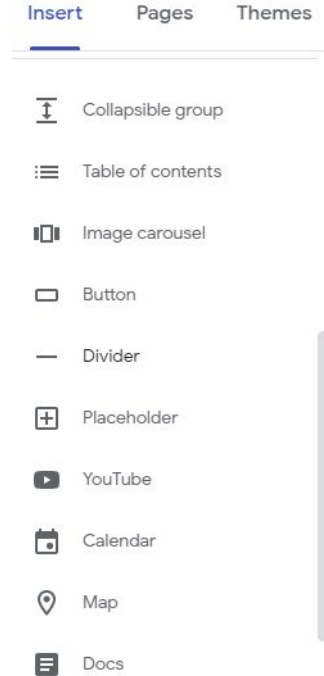 Insert Pages Themes
Collapsible group
Table of contents
Image carousel
Button
Divider
Placeholder
YouTube
Calendar
Map
Docs